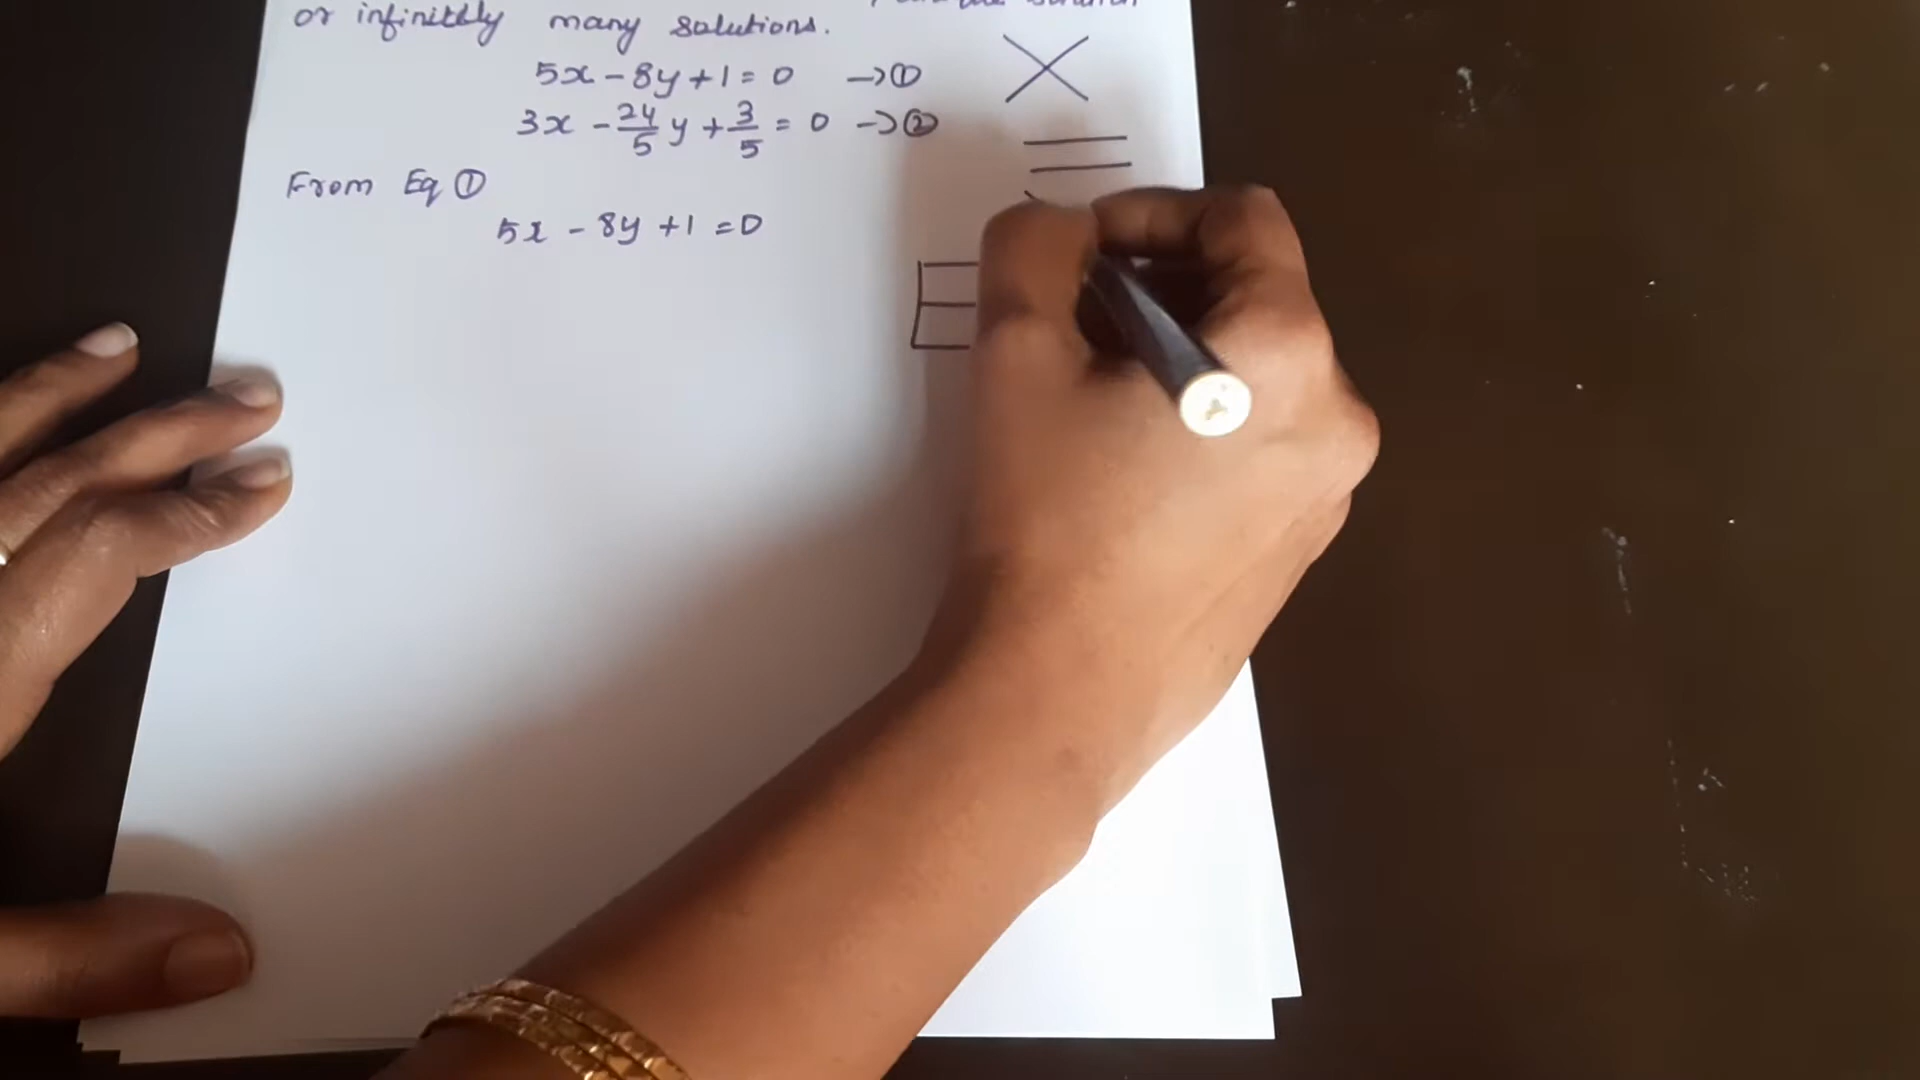 or infinitely many solutions.
5x - 8y + 1 = 0 → ①
3x - 24/5 y + 3/5 = 0 → ②
From Eq ①
5x - 8y + 1 = 0